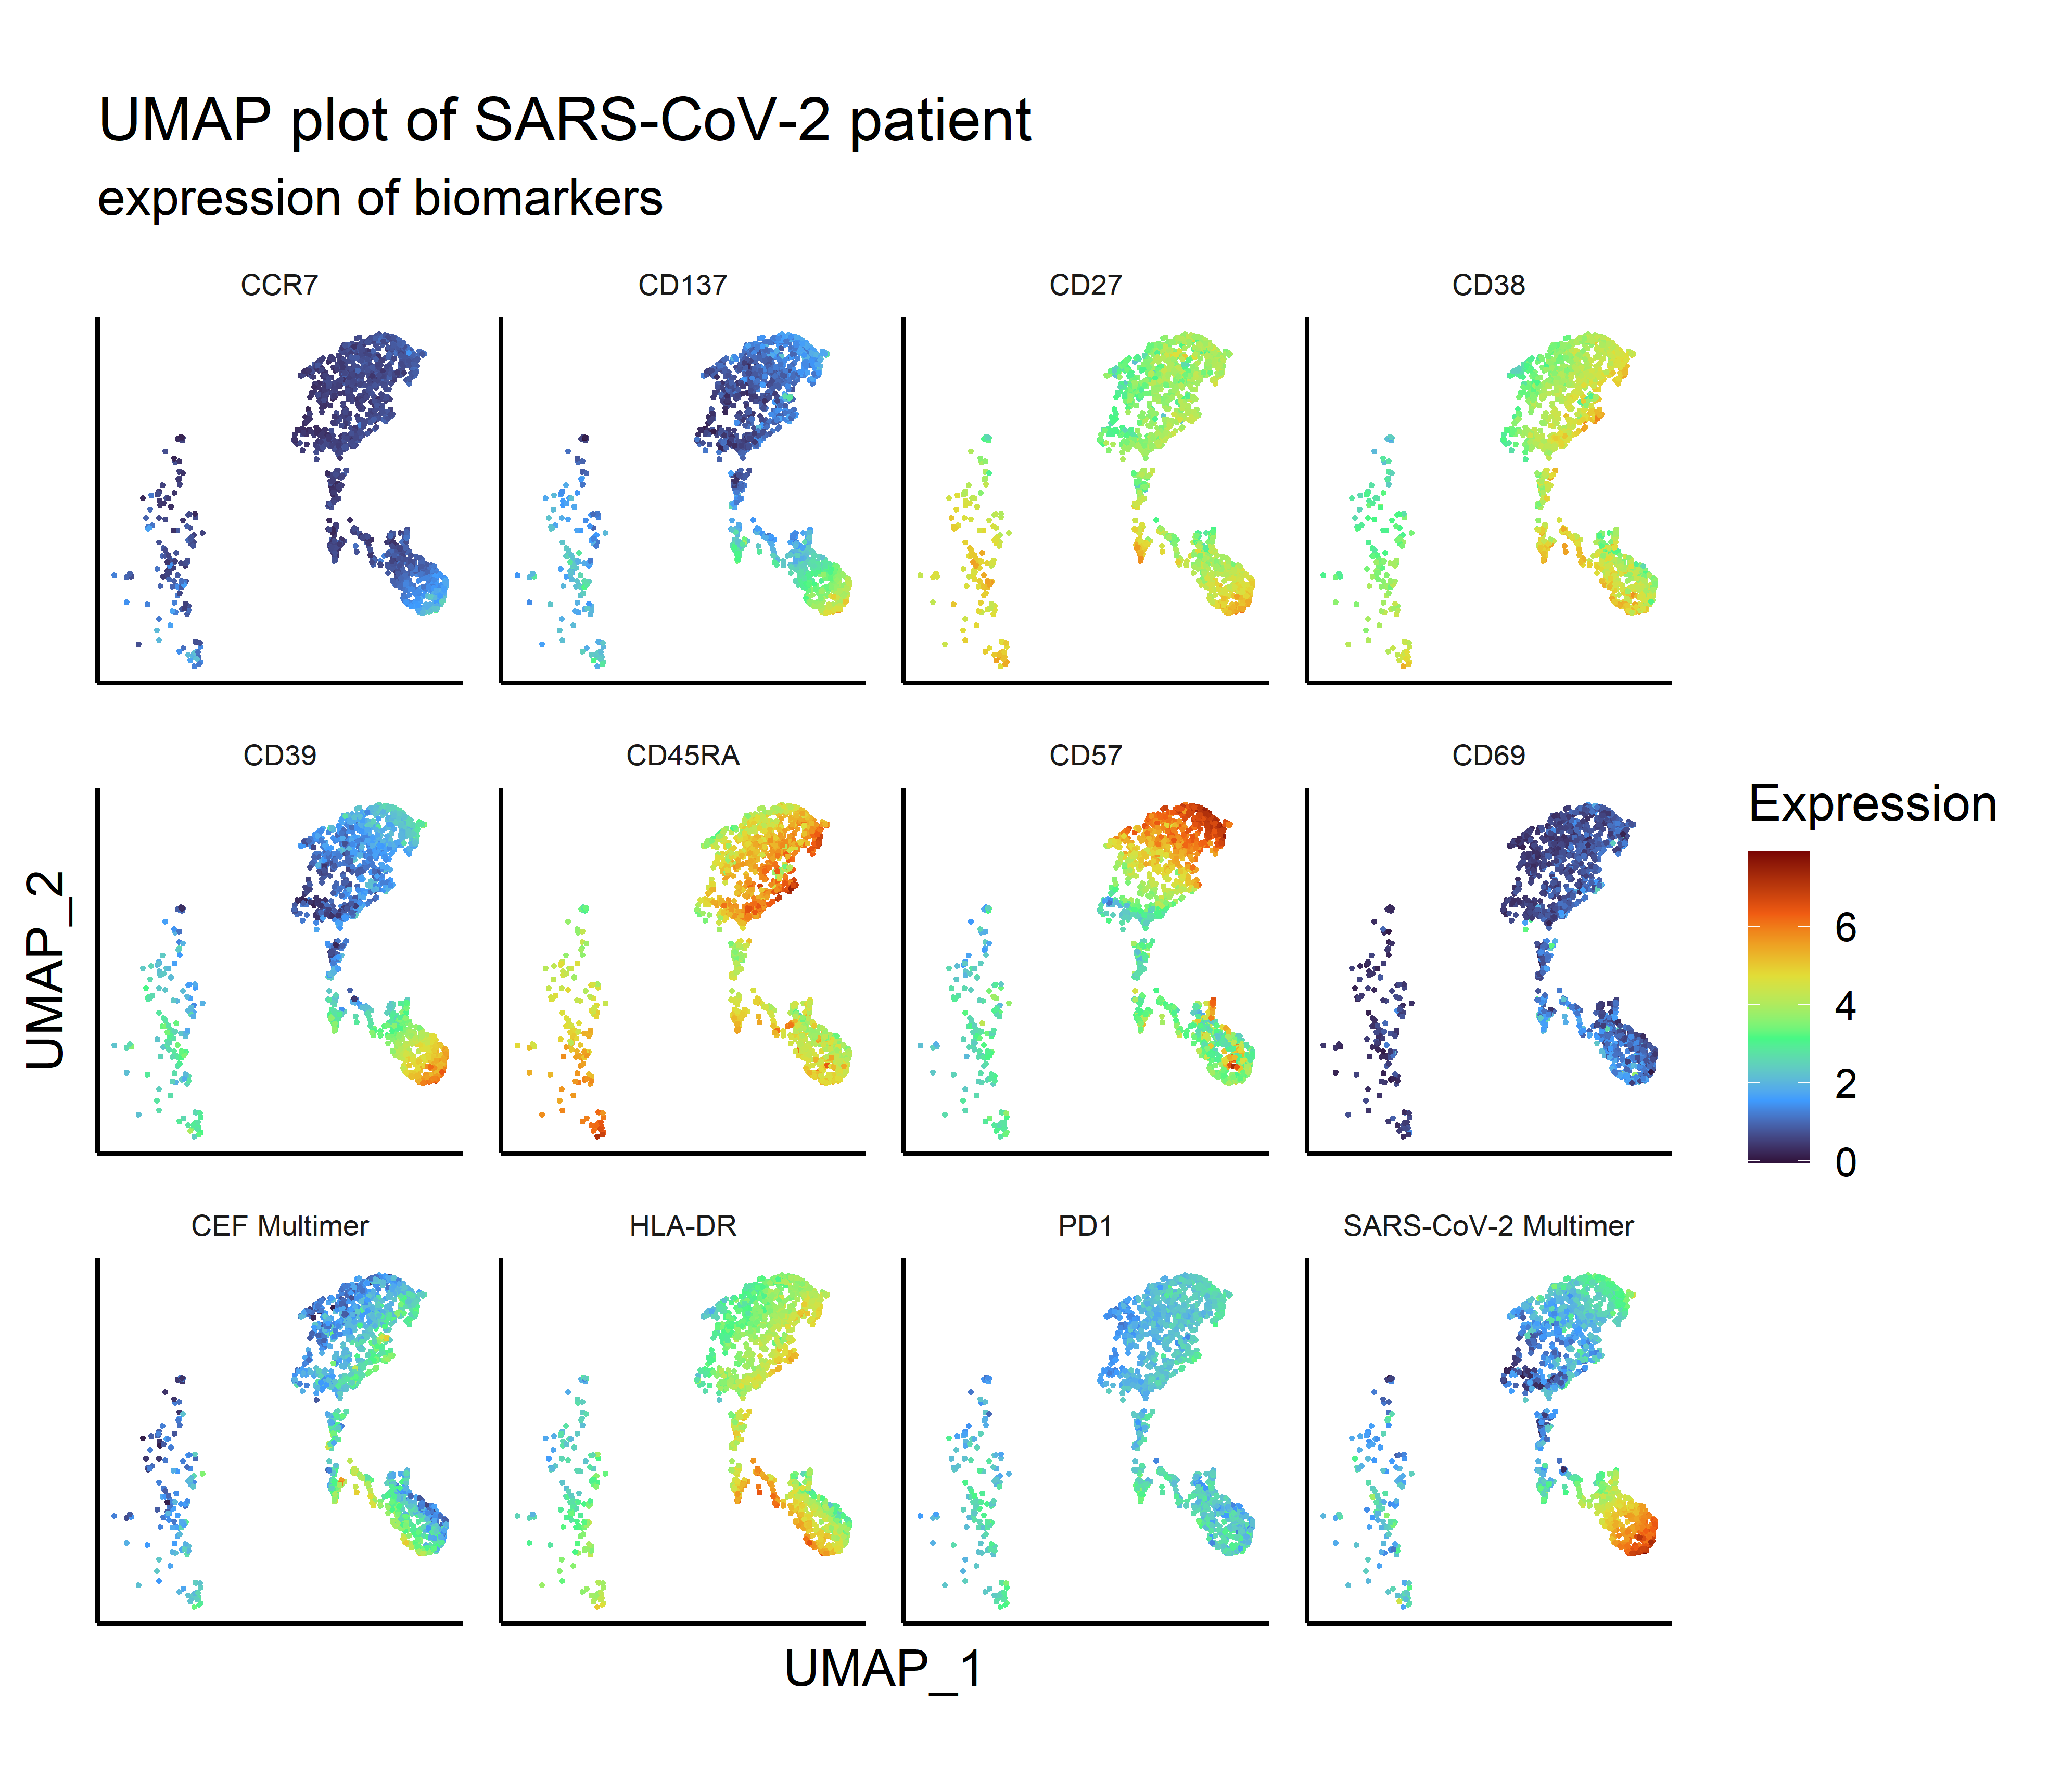 UMAP plot of SARS-CoV-2 patient
expression of biomarkers
CCR7 CD137 CD27 CD38
CD39 CD45RA CD57 CD69
CEF Multimer HLA-DR PD1 SARS-CoV-2 Multimer
UMAP_2
UMAP_1
Expression
6
4
2
0